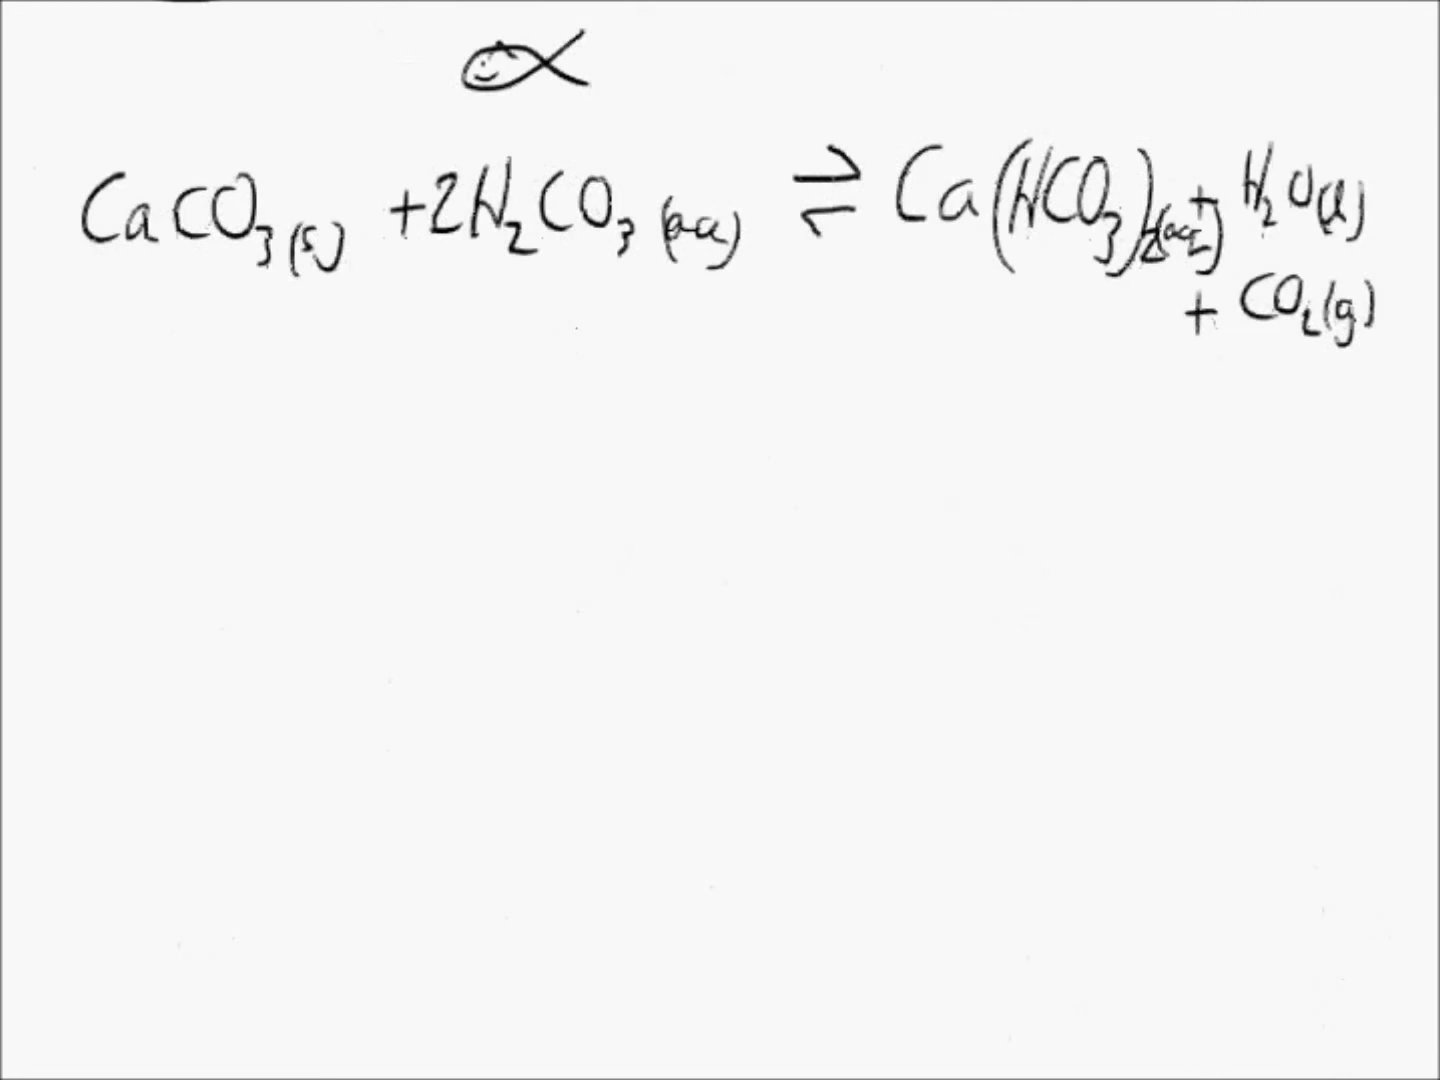 CaCO₃(s) + 2H₂CO₃(aq) ⇌ Ca(HCO₃)₂(aq) + H₂O(l)
+ CO₂(g)